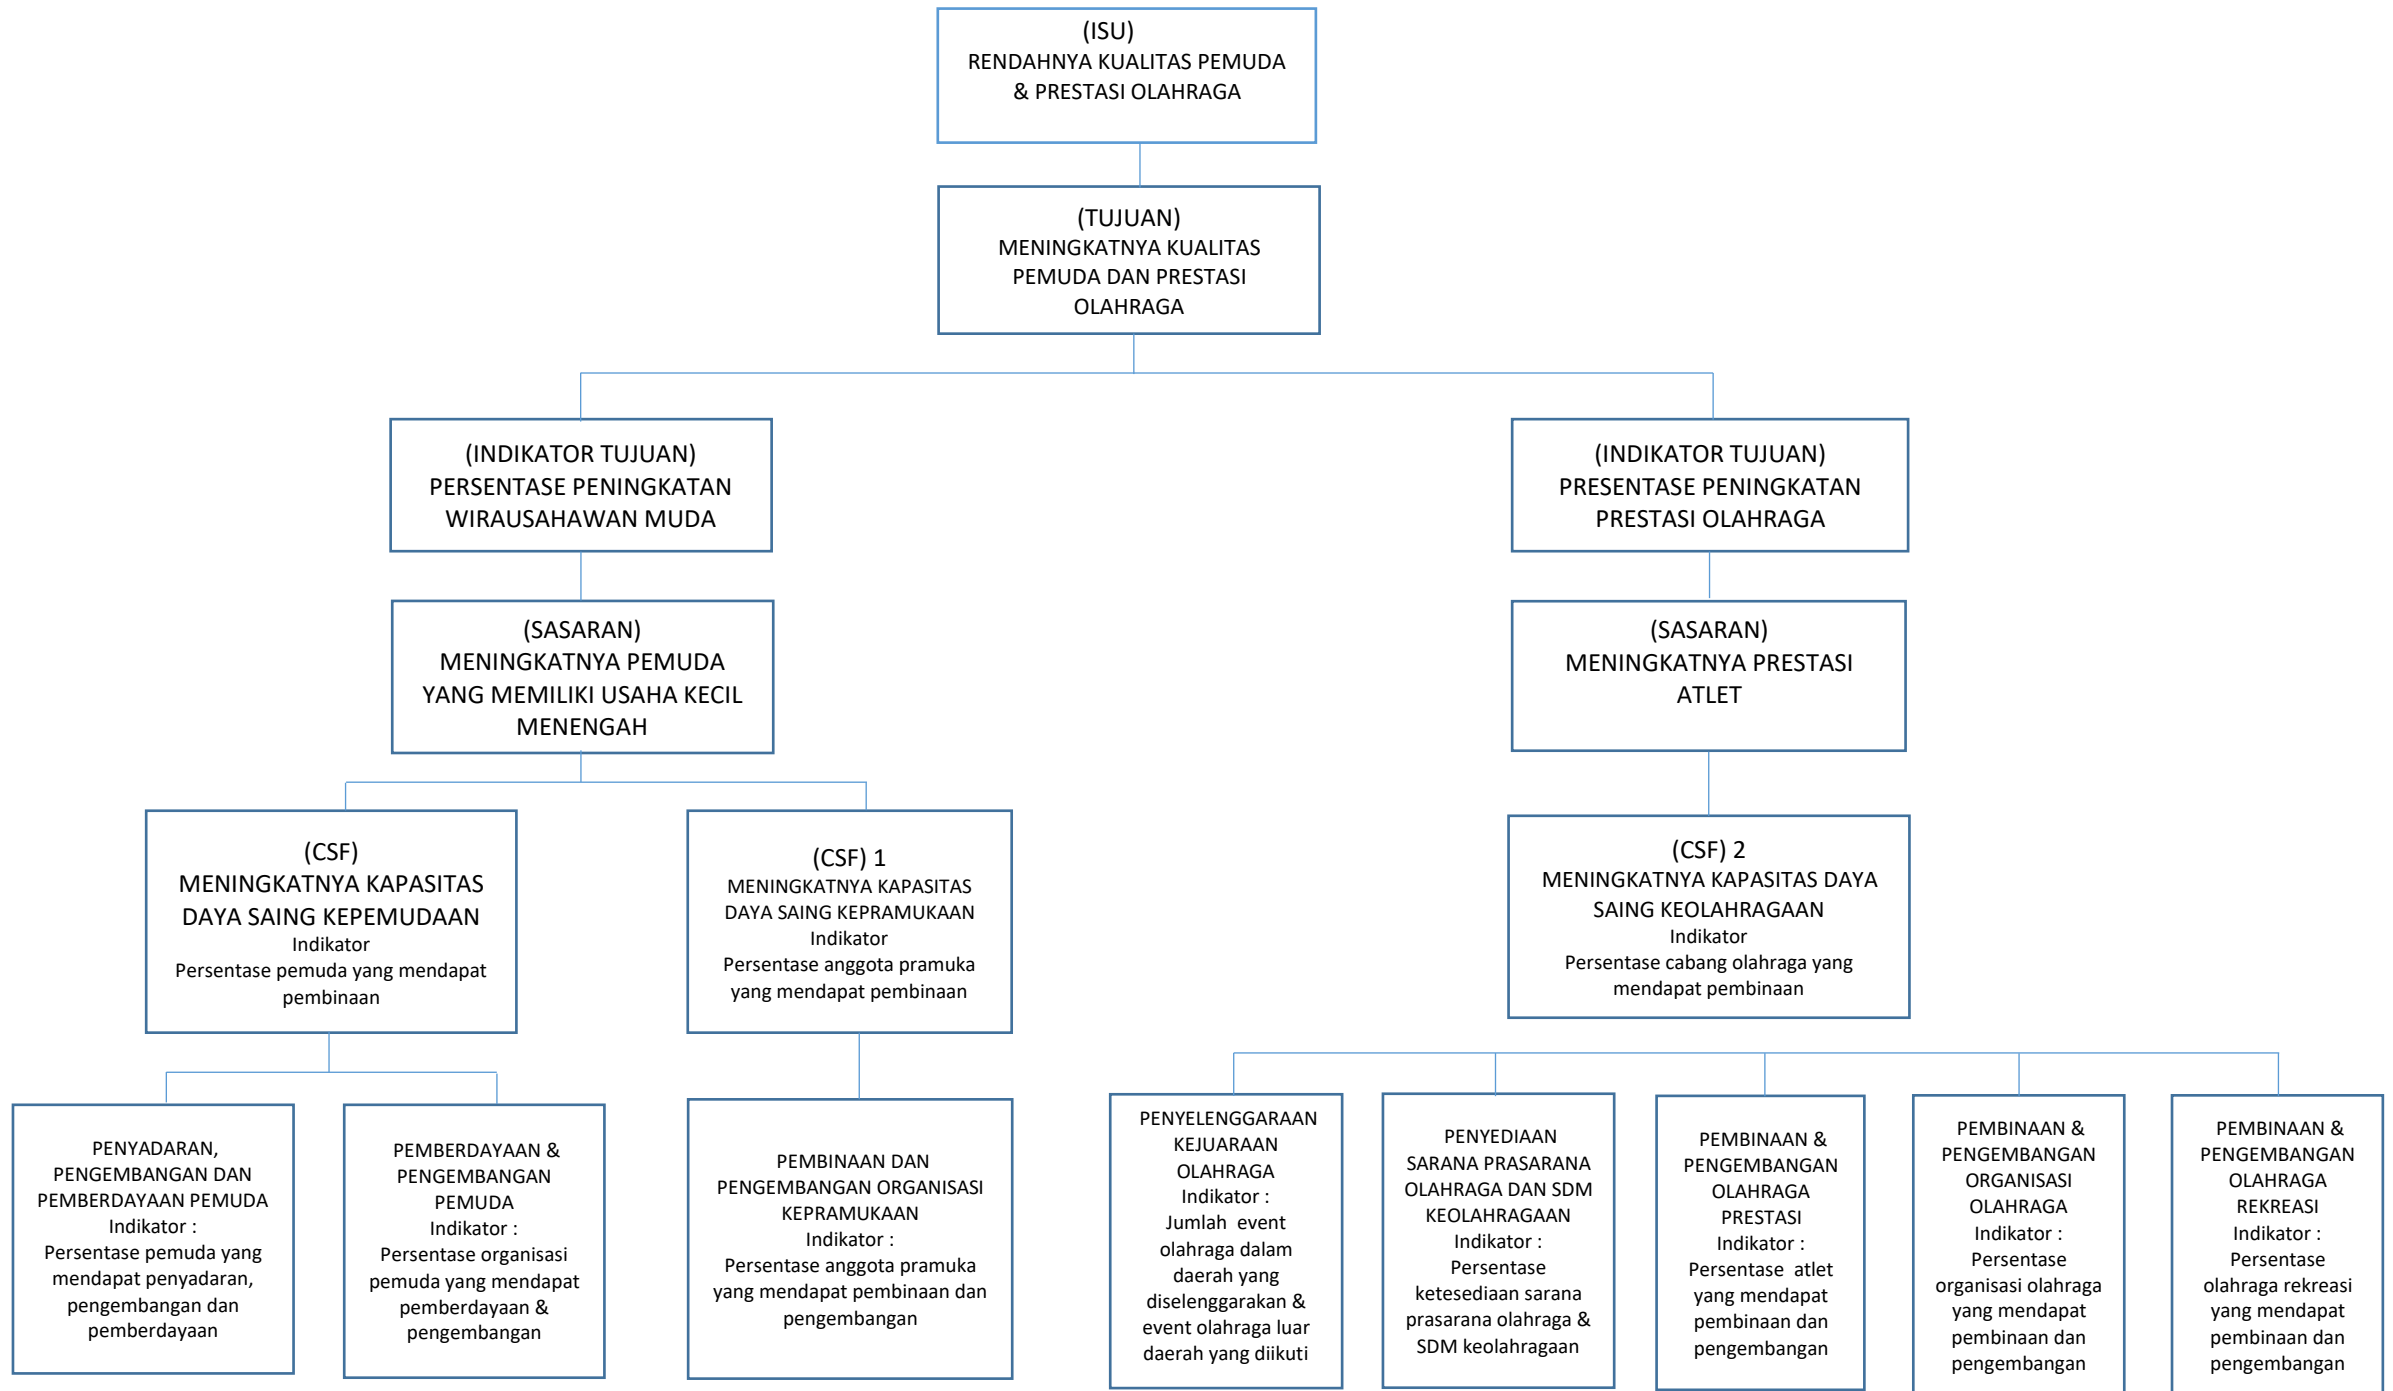 (ISU)
RENDAHNYA KUALITAS PEMUDA
& PRESTASI OLAHRAGA
(TUJUAN)
MENINGKATNYA KUALITAS
PEMUDA DAN PRESTASI
OLAHRAGA
(INDIKATOR TUJUAN)
PERSENTASE PENINGKATAN
WIRAUSAHAWAN MUDA
(INDIKATOR TUJUAN)
PRESENTASE PENINGKATAN
PRESTASI OLAHRAGA
(SASARAN)
MENINGKATNYA PEMUDA
YANG MEMILIKI USAHA KECIL
MENENGAH
(SASARAN)
MENINGKATNYA PRESTASI
ATLET
(CSF)
MENINGKATNYA KAPASITAS
DAYA SAING KEPEMUDAAN
Indikator
Persentase pemuda yang mendapat
pembinaan
(CSF) 1
MENINGKATNYA KAPASITAS
DAYA SAING KEPRAMUKAAN
Indikator
Persentase anggota pramuka
yang mendapat pembinaan
(CSF) 2
MENINGKATNYA KAPASITAS DAYA
SAING KEOLAHRAGAAN
Indikator
Persentase cabang olahraga yang
mendapat pembinaan
PENYADARAN,
PENGEMBANGAN DAN
PEMBERDAYAAN PEMUDA
Indikator :
Persentase pemuda yang
mendapat penyadaran,
pengembangan dan
pemberdayaan
PEMBERDAYAAN &
PENGEMBANGAN
PEMUDA
Indikator :
Persentase organisasi
pemuda yang mendapat
pemberdayaan &
pengembangan
PEMBINAAN DAN
PENGEMBANGAN ORGANISASI
KEPRAMUKAAN
Indikator :
Persentase anggota pramuka
yang mendapat pembinaan dan
pengembangan
PENYELENGGARAAN
KEJUARAAN
OLAHRAGA
Indikator :
Jumlah event
olahraga dalam
daerah yang
diselenggarakan &
event olahraga luar
daerah yang diikuti
PENYEDIAAN
SARANA PRASARANA
OLAHRAGA DAN SDM
KEOLAHRAGAAN
Indikator :
Persentase
ketesediaan sarana
prasarana olahraga &
SDM keolahragaan
PEMBINAAN &
PENGEMBANGAN
OLAHRAGA
PRESTASI
Indikator :
Persentase atlet
yang mendapat
pembinaan dan
pengembangan
PEMBINAAN &
PENGEMBANGAN
ORGANISASI
OLAHRAGA
Indikator :
Persentase
organisasi olahraga
yang mendapat
pembinaan dan
pengembangan
PEMBINAAN &
PENGEMBANGAN
OLAHRAGA
REKREASI
Indikator :
Persentase
olahraga rekreasi
yang mendapat
pembinaan dan
pengembangan